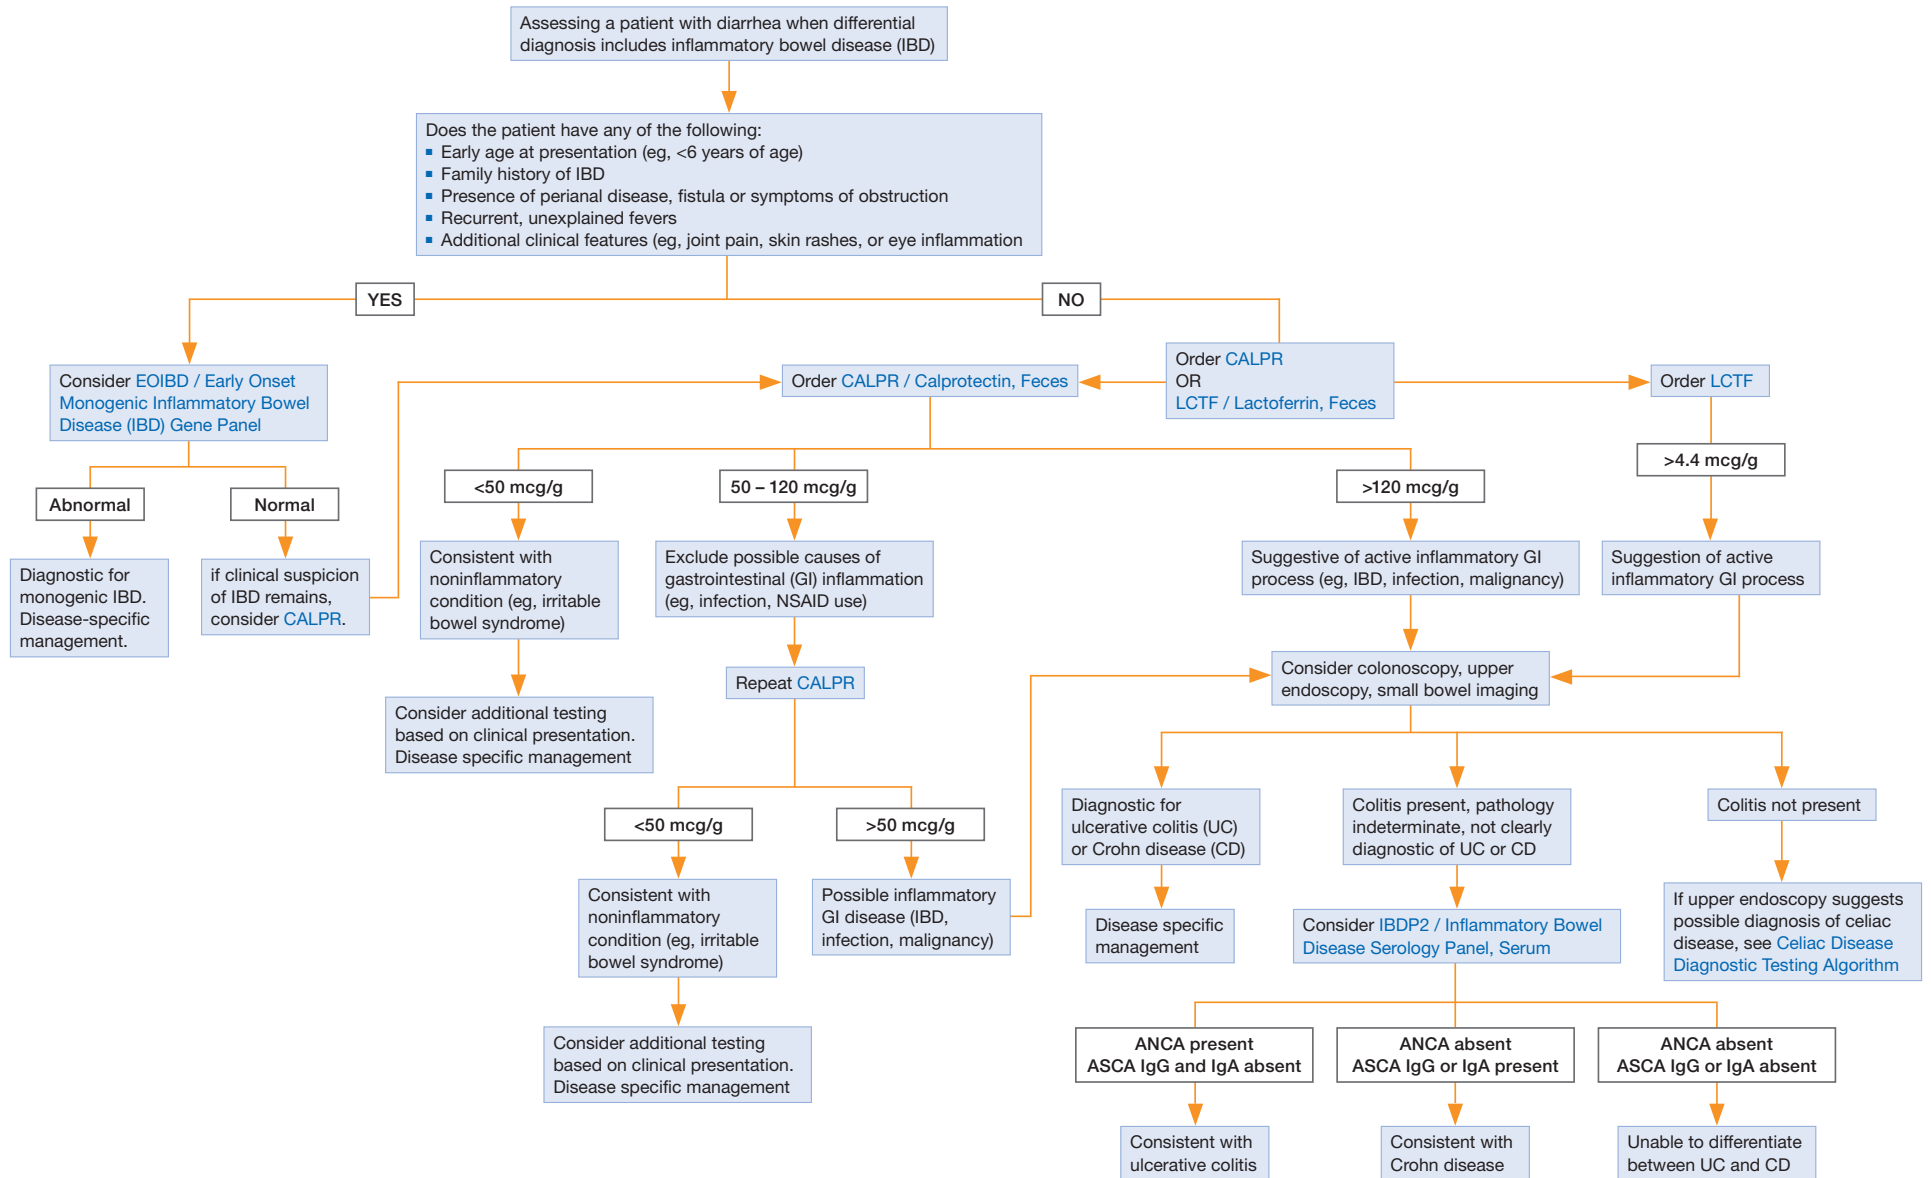 Assessing a patient with diarrhea when differential
diagnosis includes inflammatory bowel disease (IBD)
Does the patient have any of the following:
▪ Early age at presentation (eg, <6 years of age)
▪ Family history of IBD
▪ Presence of perianal disease, fistula or symptoms of obstruction
▪ Recurrent, unexplained fevers
▪ Additional clinical features (eg, joint pain, skin rashes, or eye inflammation
YES
NO
Consider EOIBD / Early Onset
Monogenic Inflammatory Bowel
Disease (IBD) Gene Panel
Order CALPR / Calprotectin, Feces
Order CALPR
OR
LCTF / Lactoferrin, Feces
Order LCTF
Abnormal
Normal
<50 mcg/g
50 – 120 mcg/g
>120 mcg/g
>4.4 mcg/g
Diagnostic for
monogenic IBD.
Disease-specific
management.
if clinical suspicion
of IBD remains,
consider CALPR.
Consistent with
noninflammatory
condition (eg, irritable
bowel syndrome)
Exclude possible causes of
gastrointestinal (GI) inflammation
(eg, infection, NSAID use)
Suggestive of active inflammatory GI
process (eg, IBD, infection, malignancy)
Suggestion of active
inflammatory GI process
Repeat CALPR
Consider colonoscopy, upper
endoscopy, small bowel imaging
Consider additional testing
based on clinical presentation.
Disease specific management
<50 mcg/g
>50 mcg/g
Diagnostic for
ulcerative colitis (UC)
or Crohn disease (CD)
Colitis present, pathology
indeterminate, not clearly
diagnostic of UC or CD
Colitis not present
Consistent with
noninflammatory
condition (eg, irritable
bowel syndrome)
Possible inflammatory
GI disease (IBD,
infection, malignancy)
Disease specific
management
Consider IBDP2 / Inflammatory Bowel
Disease Serology Panel, Serum
If upper endoscopy suggests
possible diagnosis of celiac
disease, see Celiac Disease
Diagnostic Testing Algorithm
Consider additional testing
based on clinical presentation.
Disease specific management
ANCA present
ASCA IgG and IgA absent
ANCA absent
ASCA IgG or IgA present
ANCA absent
ASCA IgG or IgA absent
Consistent with
ulcerative colitis
Consistent with
Crohn disease
Unable to differentiate
between UC and CD